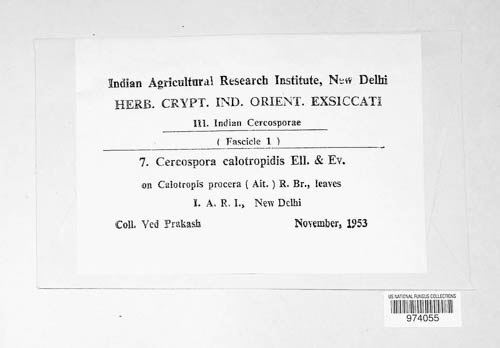 Indian Agricultural Research Institute, New Delhi
HERB. CRYPT. IND. ORIENT. EXSICCATI
III. Indian Cercosporae
( Fascicle 1 )
7. Cercospora calotropidis Ell. & Ev.
on Calotropis procera ( Ait. ) R. Br., leaves
I. A. R. I., New Delhi
Coll. Ved Prakash November, 1953
US NATIONAL FUNGUS COLLECTIONS
974055